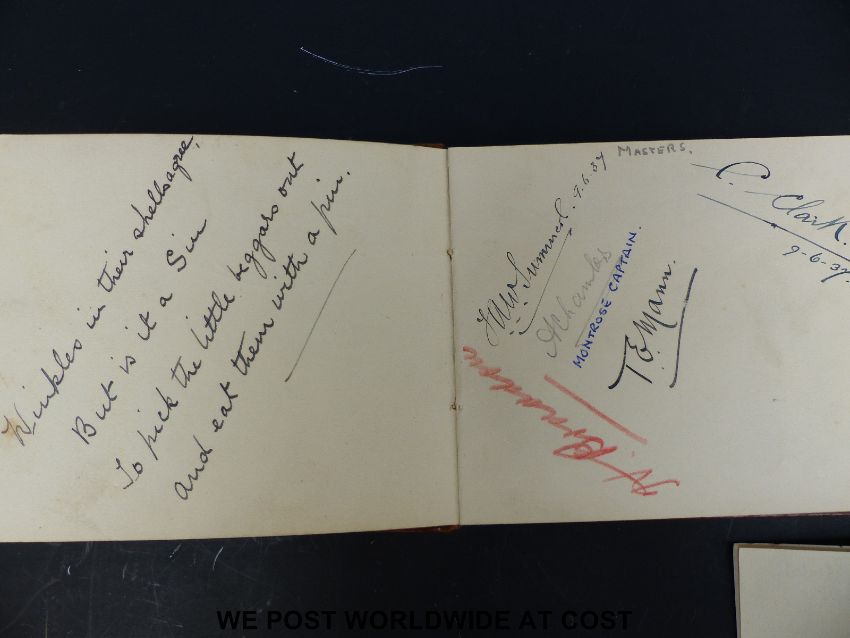 Winkles in their shells agree,
But is it a Sin
To pick the little beggars out
and eat them with a pin.
MASTERS.
C. Clark.
9-6-37.
Summers. 9.6.37
MONTROSE CAPTAIN.
T. E. Mann.
WE POST WORLDWIDE AT COST